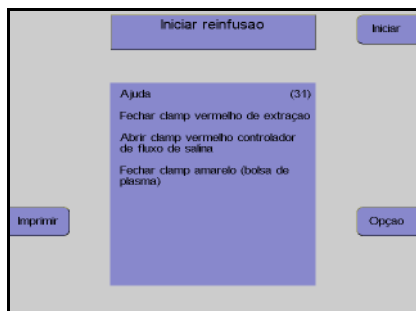 Iniciar reinfusao
Iniciar
Ajuda (31)
Fechar clamp vermelho de extraçao
Abrir clamp vermelho controlador
de fluxo de salina
Fechar clamp amarelo (bolsa de
plasma)
Imprimir
Opçao